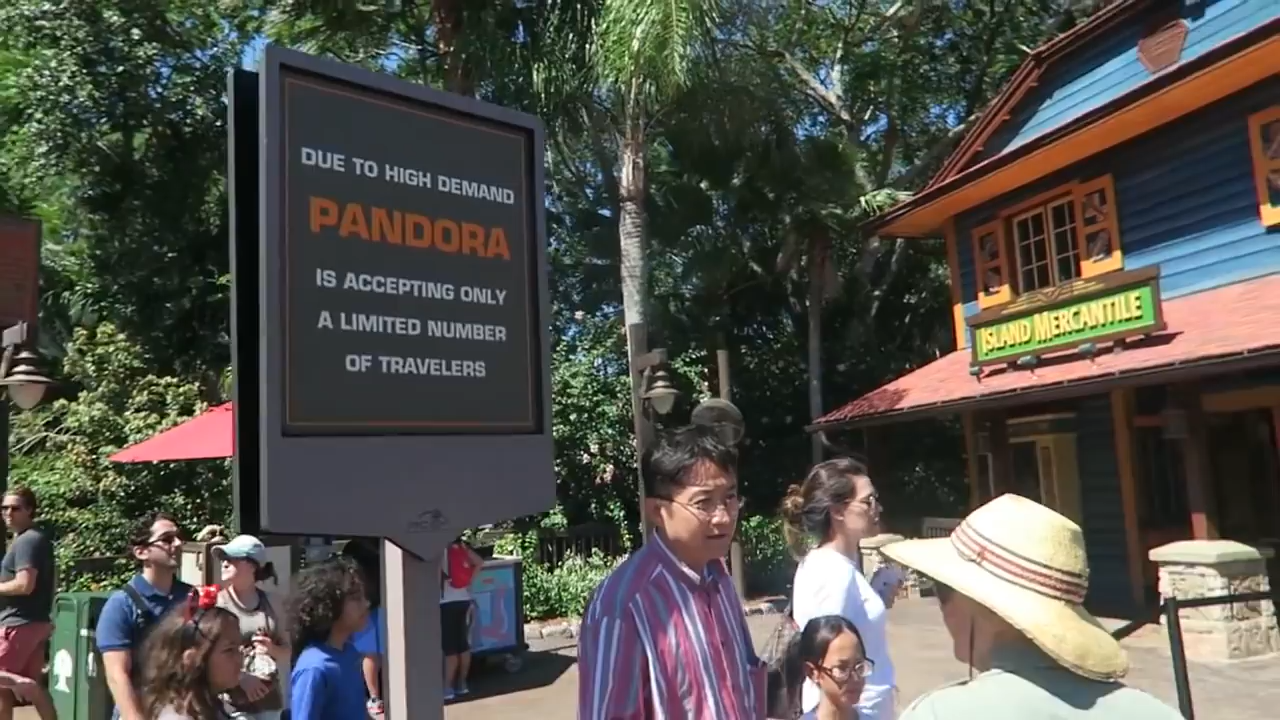 DUE TO HIGH DEMAND
PANDORA
IS ACCEPTING ONLY
A LIMITED NUMBER
OF TRAVELERS
ISLAND MERCANTILE